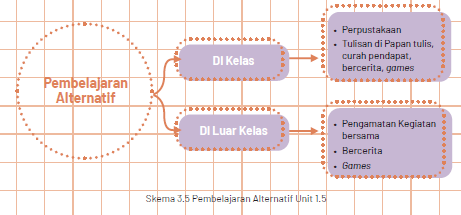 Pembelajaran
Alternatif
DI Kelas
• Perpustakaan
• Tulisan di Papan tulis,
curah pendapat,
bercerita, games
DI Luar Kelas
• Pengamatan Kegiatan
bersama
• Bercerita
• Games
Skema 3.5 Pembelajaran Alternatif Unit 1.5